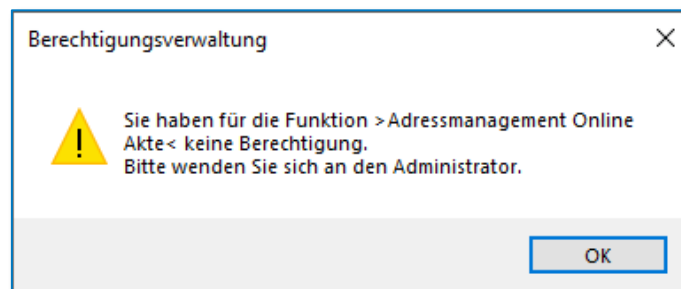 Berechtigungsverwaltung
Sie haben für die Funktion >Adressmanagement Online
Akte< keine Berechtigung.
Bitte wenden Sie sich an den Administrator.
OK